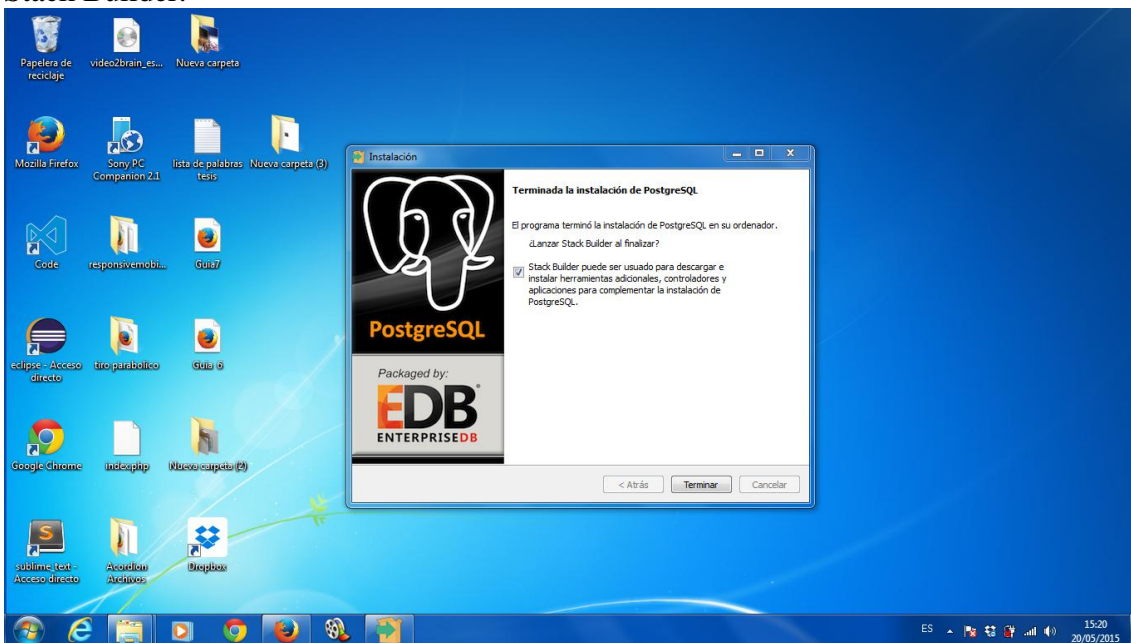 Stack Builder.
Papelera de
reciclaje
video2brain_es...
Nueva carpeta
Mozilla Firefox
Sony PC
Companion 2.1
lista de palabras
tesis
Nueva carpeta (3)
Code
responsivemobi...
Guia7
eclipse - Acceso
directo
tiro parabolico
Guia 6
Google Chrome
index.php
Nueva carpeta (2)
sublime_text -
Acceso directo
Acordion
Archivos
Dropbox
Instalación
Terminada la instalación de PostgreSQL
El programa terminó la instalación de PostgreSQL en su ordenador.
¿Lanzar Stack Builder al finalizar?
Stack Builder puede ser usado para descargar e
instalar herramientas adicionales, controladores y
aplicaciones para complementar la instalación de
PostgreSQL.
PostgreSQL
Packaged by:
EDB
ENTERPRISEDB
< Atrás
Terminar
Cancelar
ES
15:20
20/05/2015